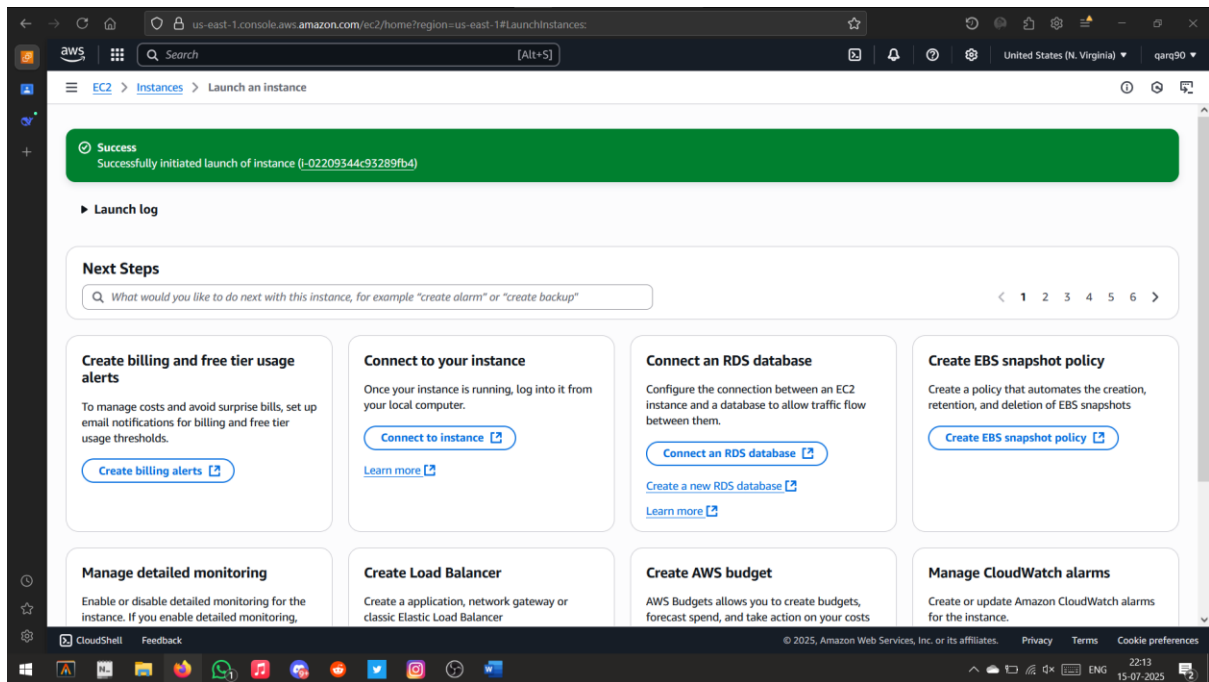 us-east-1.console.aws.amazon.com/ec2/home?region=us-east-1#LaunchInstances:
aws
Search
[Alt+S]
United States (N. Virginia)
qarq90
EC2 > Instances > Launch an instance
Success
Successfully initiated launch of instance (i-02209344c93289fb4)
Launch log
Next Steps
What would you like to do next with this instance, for example "create alarm" or "create backup"
1 2 3 4 5 6
Create billing and free tier usage
alerts
To manage costs and avoid surprise bills, set up
email notifications for billing and free tier
usage thresholds.
Create billing alerts
Connect to your instance
Once your instance is running, log into it from
your local computer.
Connect to instance
Learn more
Connect an RDS database
Configure the connection between an EC2
instance and a database to allow traffic flow
between them.
Connect an RDS database
Create a new RDS database
Learn more
Create EBS snapshot policy
Create a policy that automates the creation,
retention, and deletion of EBS snapshots
Create EBS snapshot policy
Manage detailed monitoring
Enable or disable detailed monitoring for the
instance. If you enable detailed monitoring,
Create Load Balancer
Create a application, network gateway or
classic Elastic Load Balancer
Create AWS budget
AWS Budgets allows you to create budgets,
forecast spend, and take action on your costs
Manage CloudWatch alarms
Create or update Amazon CloudWatch alarms
for the instance.
CloudShell
Feedback
© 2025, Amazon Web Services, Inc. or its affiliates.
Privacy
Terms
Cookie preferences
ENG
22:13
15-07-2025